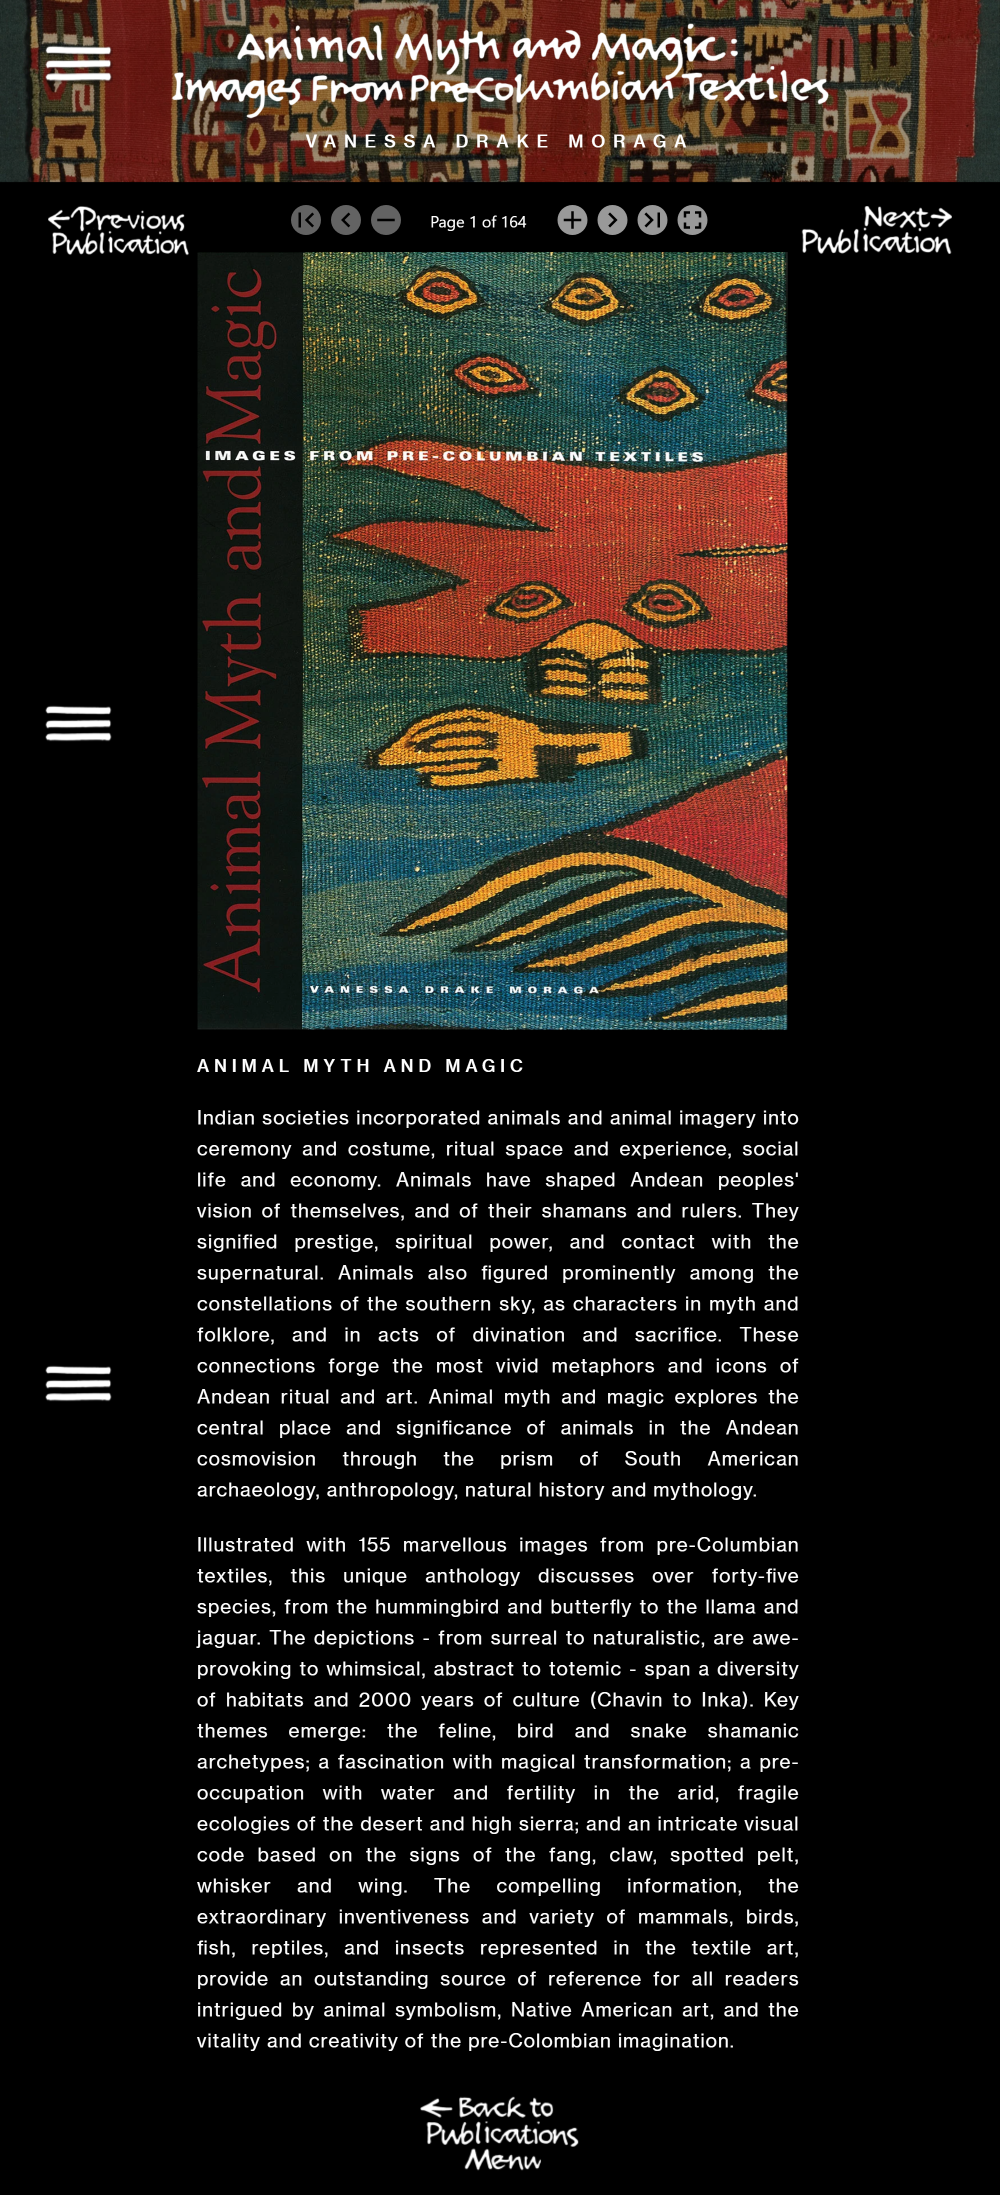 Animal Myth and Magic:
Images From PreColumbian Textiles
VANESSA DRAKE MORAGA
←Previous
Publication
Page 1 of 164
Next→
Publication
Animal Myth and Magic
IMAGES FROM PRE-COLUMBIAN TEXTILES
VANESSA DRAKE MORAGA
ANIMAL MYTH AND MAGIC
Indian societies incorporated animals and animal imagery into
ceremony and costume, ritual space and experience, social
life and economy. Animals have shaped Andean peoples'
vision of themselves, and of their shamans and rulers. They
signified prestige, spiritual power, and contact with the
supernatural. Animals also figured prominently among the
constellations of the southern sky, as characters in myth and
folklore, and in acts of divination and sacrifice. These
connections forge the most vivid metaphors and icons of
Andean ritual and art. Animal myth and magic explores the
central place and significance of animals in the Andean
cosmovision through the prism of South American
archaeology, anthropology, natural history and mythology.
Illustrated with 155 marvellous images from pre-Columbian
textiles, this unique anthology discusses over forty-five
species, from the hummingbird and butterfly to the llama and
jaguar. The depictions - from surreal to naturalistic, are awe-
provoking to whimsical, abstract to totemic - span a diversity
of habitats and 2000 years of culture (Chavin to Inka). Key
themes emerge: the feline, bird and snake shamanic
archetypes; a fascination with magical transformation; a pre-
occupation with water and fertility in the arid, fragile
ecologies of the desert and high sierra; and an intricate visual
code based on the signs of the fang, claw, spotted pelt,
whisker and wing. The compelling information, the
extraordinary inventiveness and variety of mammals, birds,
fish, reptiles, and insects represented in the textile art,
provide an outstanding source of reference for all readers
intrigued by animal symbolism, Native American art, and the
vitality and creativity of the pre-Colombian imagination.
←Back to
Publications
Menu